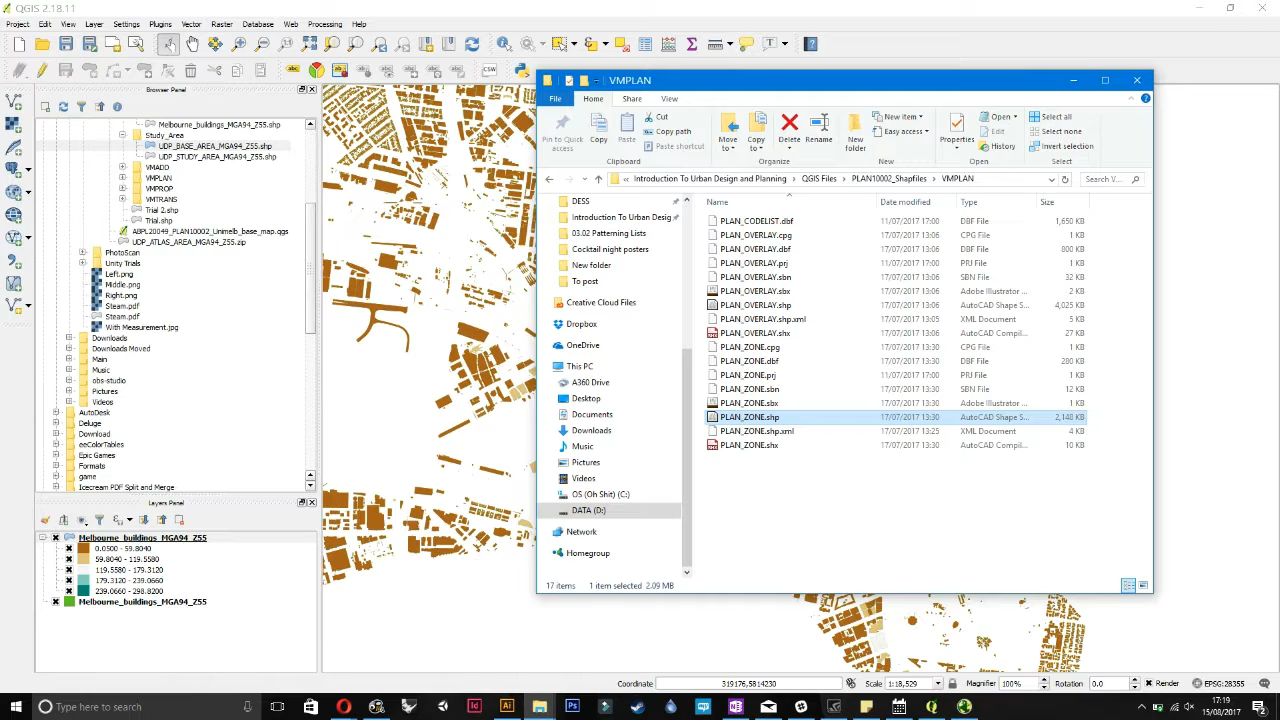 QGIS 2.18.11
Project Edit View Layer Settings Plugins Vector Raster Database Web Processing Help
Browser Panel
Melbourne_buildings_MGA94_Z55.shp
Study_Area
UDP_BASE_AREA_MGA94_Z55.shp
UDP_STUDY_AREA_MGA94_Z55.shp
VMADD
VMPLAN
VMPROP
VMTRANS
Trial 2.shp
Trial.shp
ABPL20049_PLAN10002_Unimelb_base_map.qgs
UDP_ATLAS_AREA_MGA94_Z55.zip
PhotoScan
Unity Trials
Left.png
Middle.png
Right.png
Steam.pdf
Steam.pdf
With Measurement.jpg
Downloads
Downloads Moved
Main
Music
obs-studio
Pictures
Videos
AutoDesk
Deluge
Download
eeColorTables
Epic Games
Formats
game
Icecream PDF Split and Merge
Layers Panel
Melbourne_buildings_MGA94_Z55
0.0500 - 59.8040
59.8040 - 119.5580
119.5580 - 179.3120
179.3120 - 239.0660
239.0660 - 298.8200
Melbourne_buildings_MGA94_Z55
CSW
VMPLAN
File Home Share View
Pin to Quick access
Copy
Paste
Cut
Copy path
Paste shortcut
Clipboard
Move to
Copy to
Delete
Rename
Organize
New folder
New item
Easy access
New
Properties
Open
Edit
History
Open
Select all
Select none
Invert selection
Select
« Introduction To Urban Design and Planning > QGIS Files > PLAN10002_Shapfiles > VMPLAN
Search V...
DESS
Introduction To Urban Desig
03.02 Patterning Lists
Cocktail night posters
New folder
To post
Creative Cloud Files
Dropbox
OneDrive
This PC
A360 Drive
Desktop
Documents
Downloads
Music
Pictures
Videos
OS (Oh Shit) (C:)
DATA (D:)
Network
Homegroup
Name Date modified Type Size
PLAN_CODELIST.dbf 11/07/2017 17:00 DBF File 1,650 KB
PLAN_OVERLAY.cpg 17/07/2017 13:06 CPG File 1 KB
PLAN_OVERLAY.dbf 17/07/2017 13:06 DBF File 800 KB
PLAN_OVERLAY.prj 11/07/2017 17:00 PRJ File 1 KB
PLAN_OVERLAY.sbn 17/07/2017 13:06 SBN File 32 KB
PLAN_OVERLAY.sbx 17/07/2017 13:06 Adobe Illustrator ... 2 KB
PLAN_OVERLAY.shp 17/07/2017 13:06 AutoCAD Shape S... 4,025 KB
PLAN_OVERLAY.shp.xml 17/07/2017 13:05 XML Document 5 KB
PLAN_OVERLAY.shx 17/07/2017 13:06 AutoCAD Compil... 27 KB
PLAN_ZONE.cpg 17/07/2017 13:30 CPG File 1 KB
PLAN_ZONE.dbf 17/07/2017 13:30 DBF File 280 KB
PLAN_ZONE.prj 11/07/2017 17:00 PRJ File 1 KB
PLAN_ZONE.sbn 17/07/2017 13:30 SBN File 12 KB
PLAN_ZONE.sbx 17/07/2017 13:30 Adobe Illustrator ... 1 KB
PLAN_ZONE.shp 17/07/2017 13:30 AutoCAD Shape S... 2,148 KB
PLAN_ZONE.shp.xml 17/07/2017 13:25 XML Document 4 KB
PLAN_ZONE.shx 17/07/2017 13:30 AutoCAD Compil... 10 KB
17 items 1 item selected 2.09 MB
Coordinate 319176,5814230 Scale 1:18,529 Magnifier 100% Rotation 0.0 Render EPSG:28355
Type here to search
17:19
15/08/2017